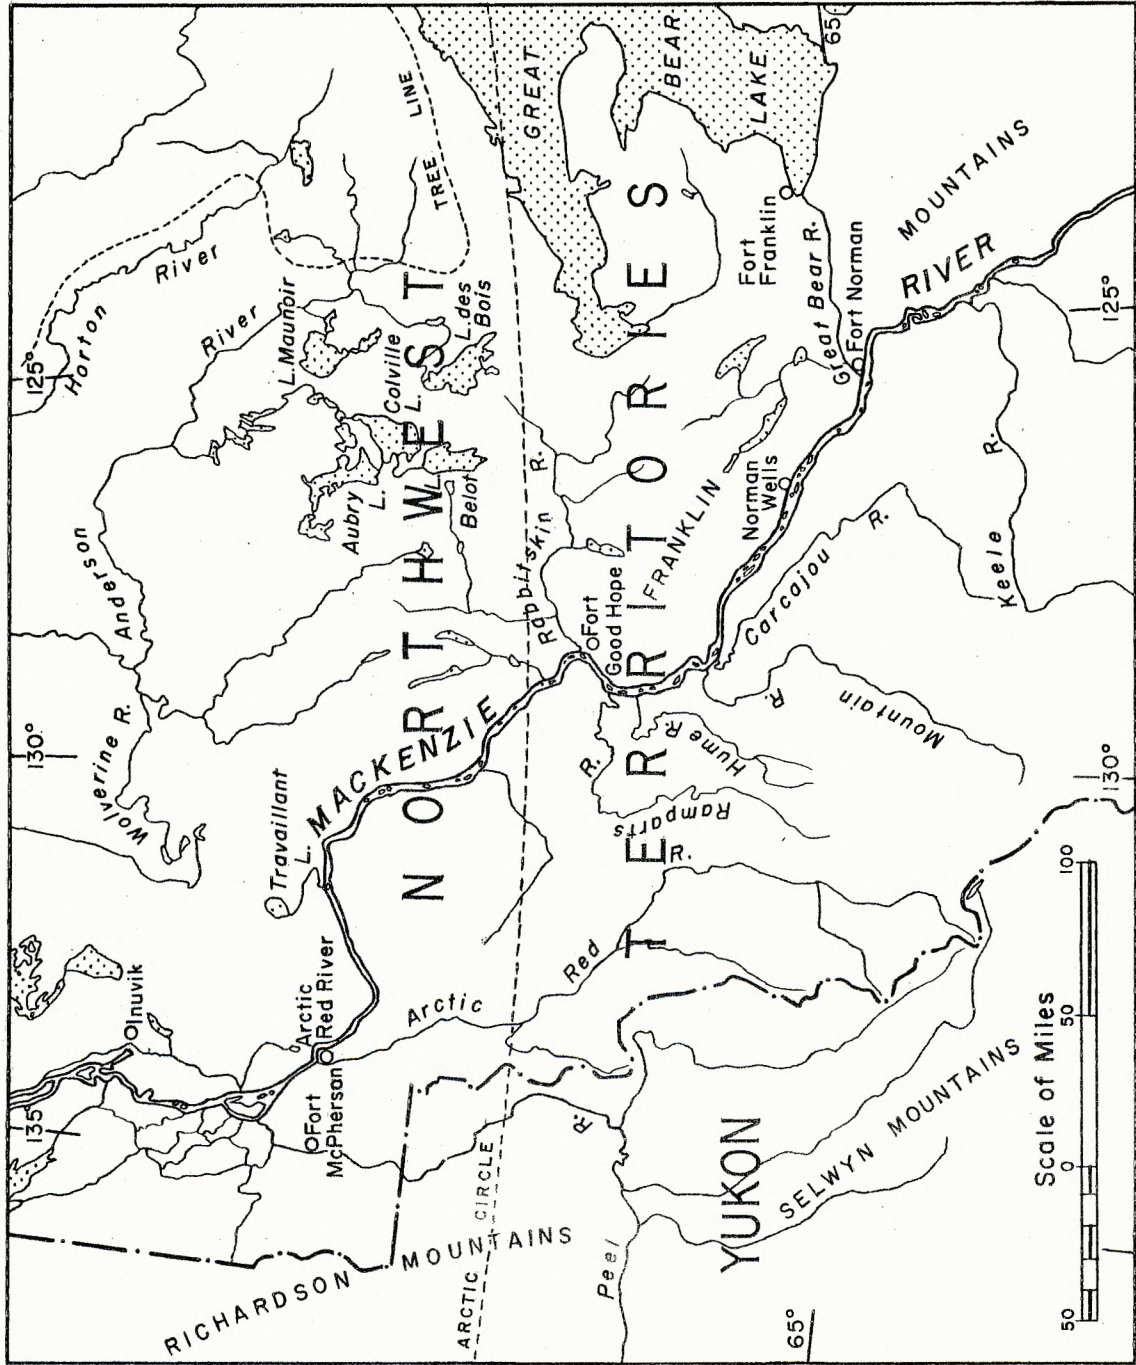 RICHARDSON MOUNTAINS
135°
Inuvik
Fort
McPhersan
Arctic
Red River
Travaillant
L.
Wolverine R.
130°
Anderson
River
Horton
River
125°
L. Maunoir
Aubry
L.
Colville
L.
L. des
Bois
L.
Belot
TREE LINE
MACKENZIE
RIVER
NORTHWEST
TERRITORIES
ARCTIC CIRCLE
Arctic
Red
R.
Rabbitskin R.
Fort
Good Hope
GREAT
BEAR
LAKE
65
Fort
Franklin
Great Bear R.
Fort Norman
Norman
Wells
FRANKLIN
MOUNTAINS
Carcajou R.
Keele R.
Mountain
R.
Hume R.
Ramparts
R.
Peel
R.
YUKON
SELWYN MOUNTAINS
65°
130°
125°
Scale of Miles
50 0 50 100